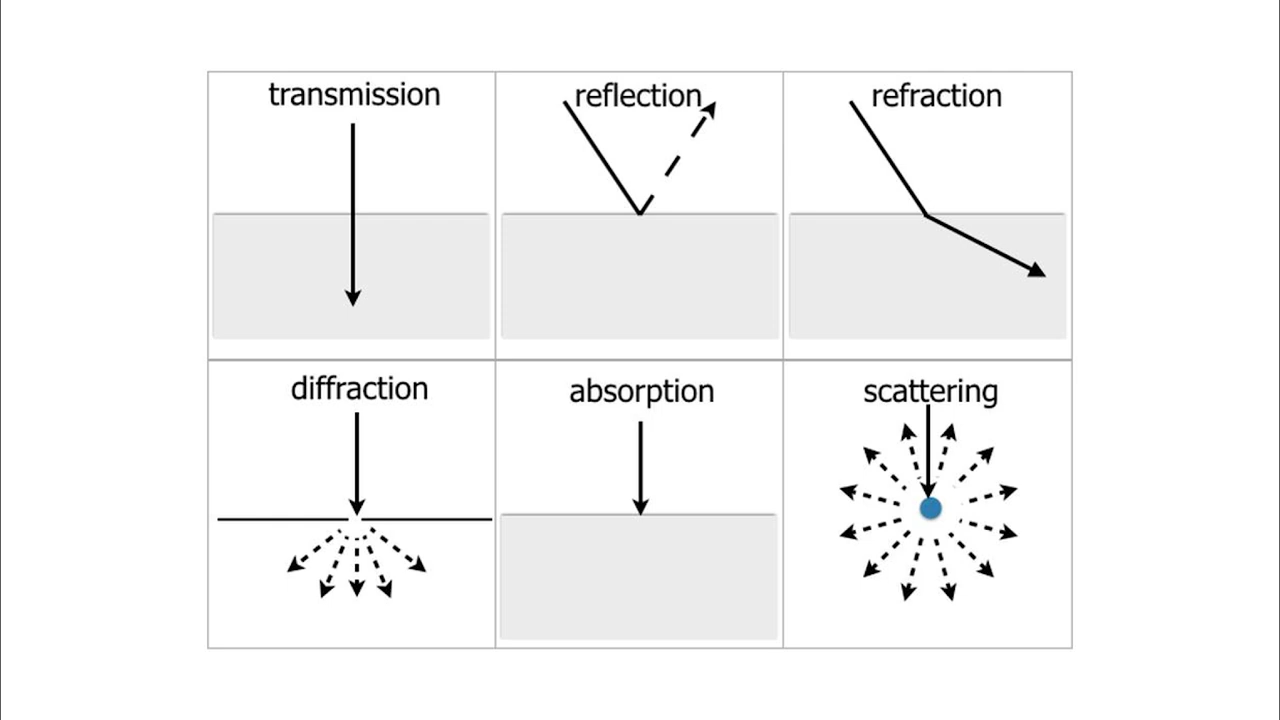 transmission
reflection
refraction
diffraction
absorption
scattering